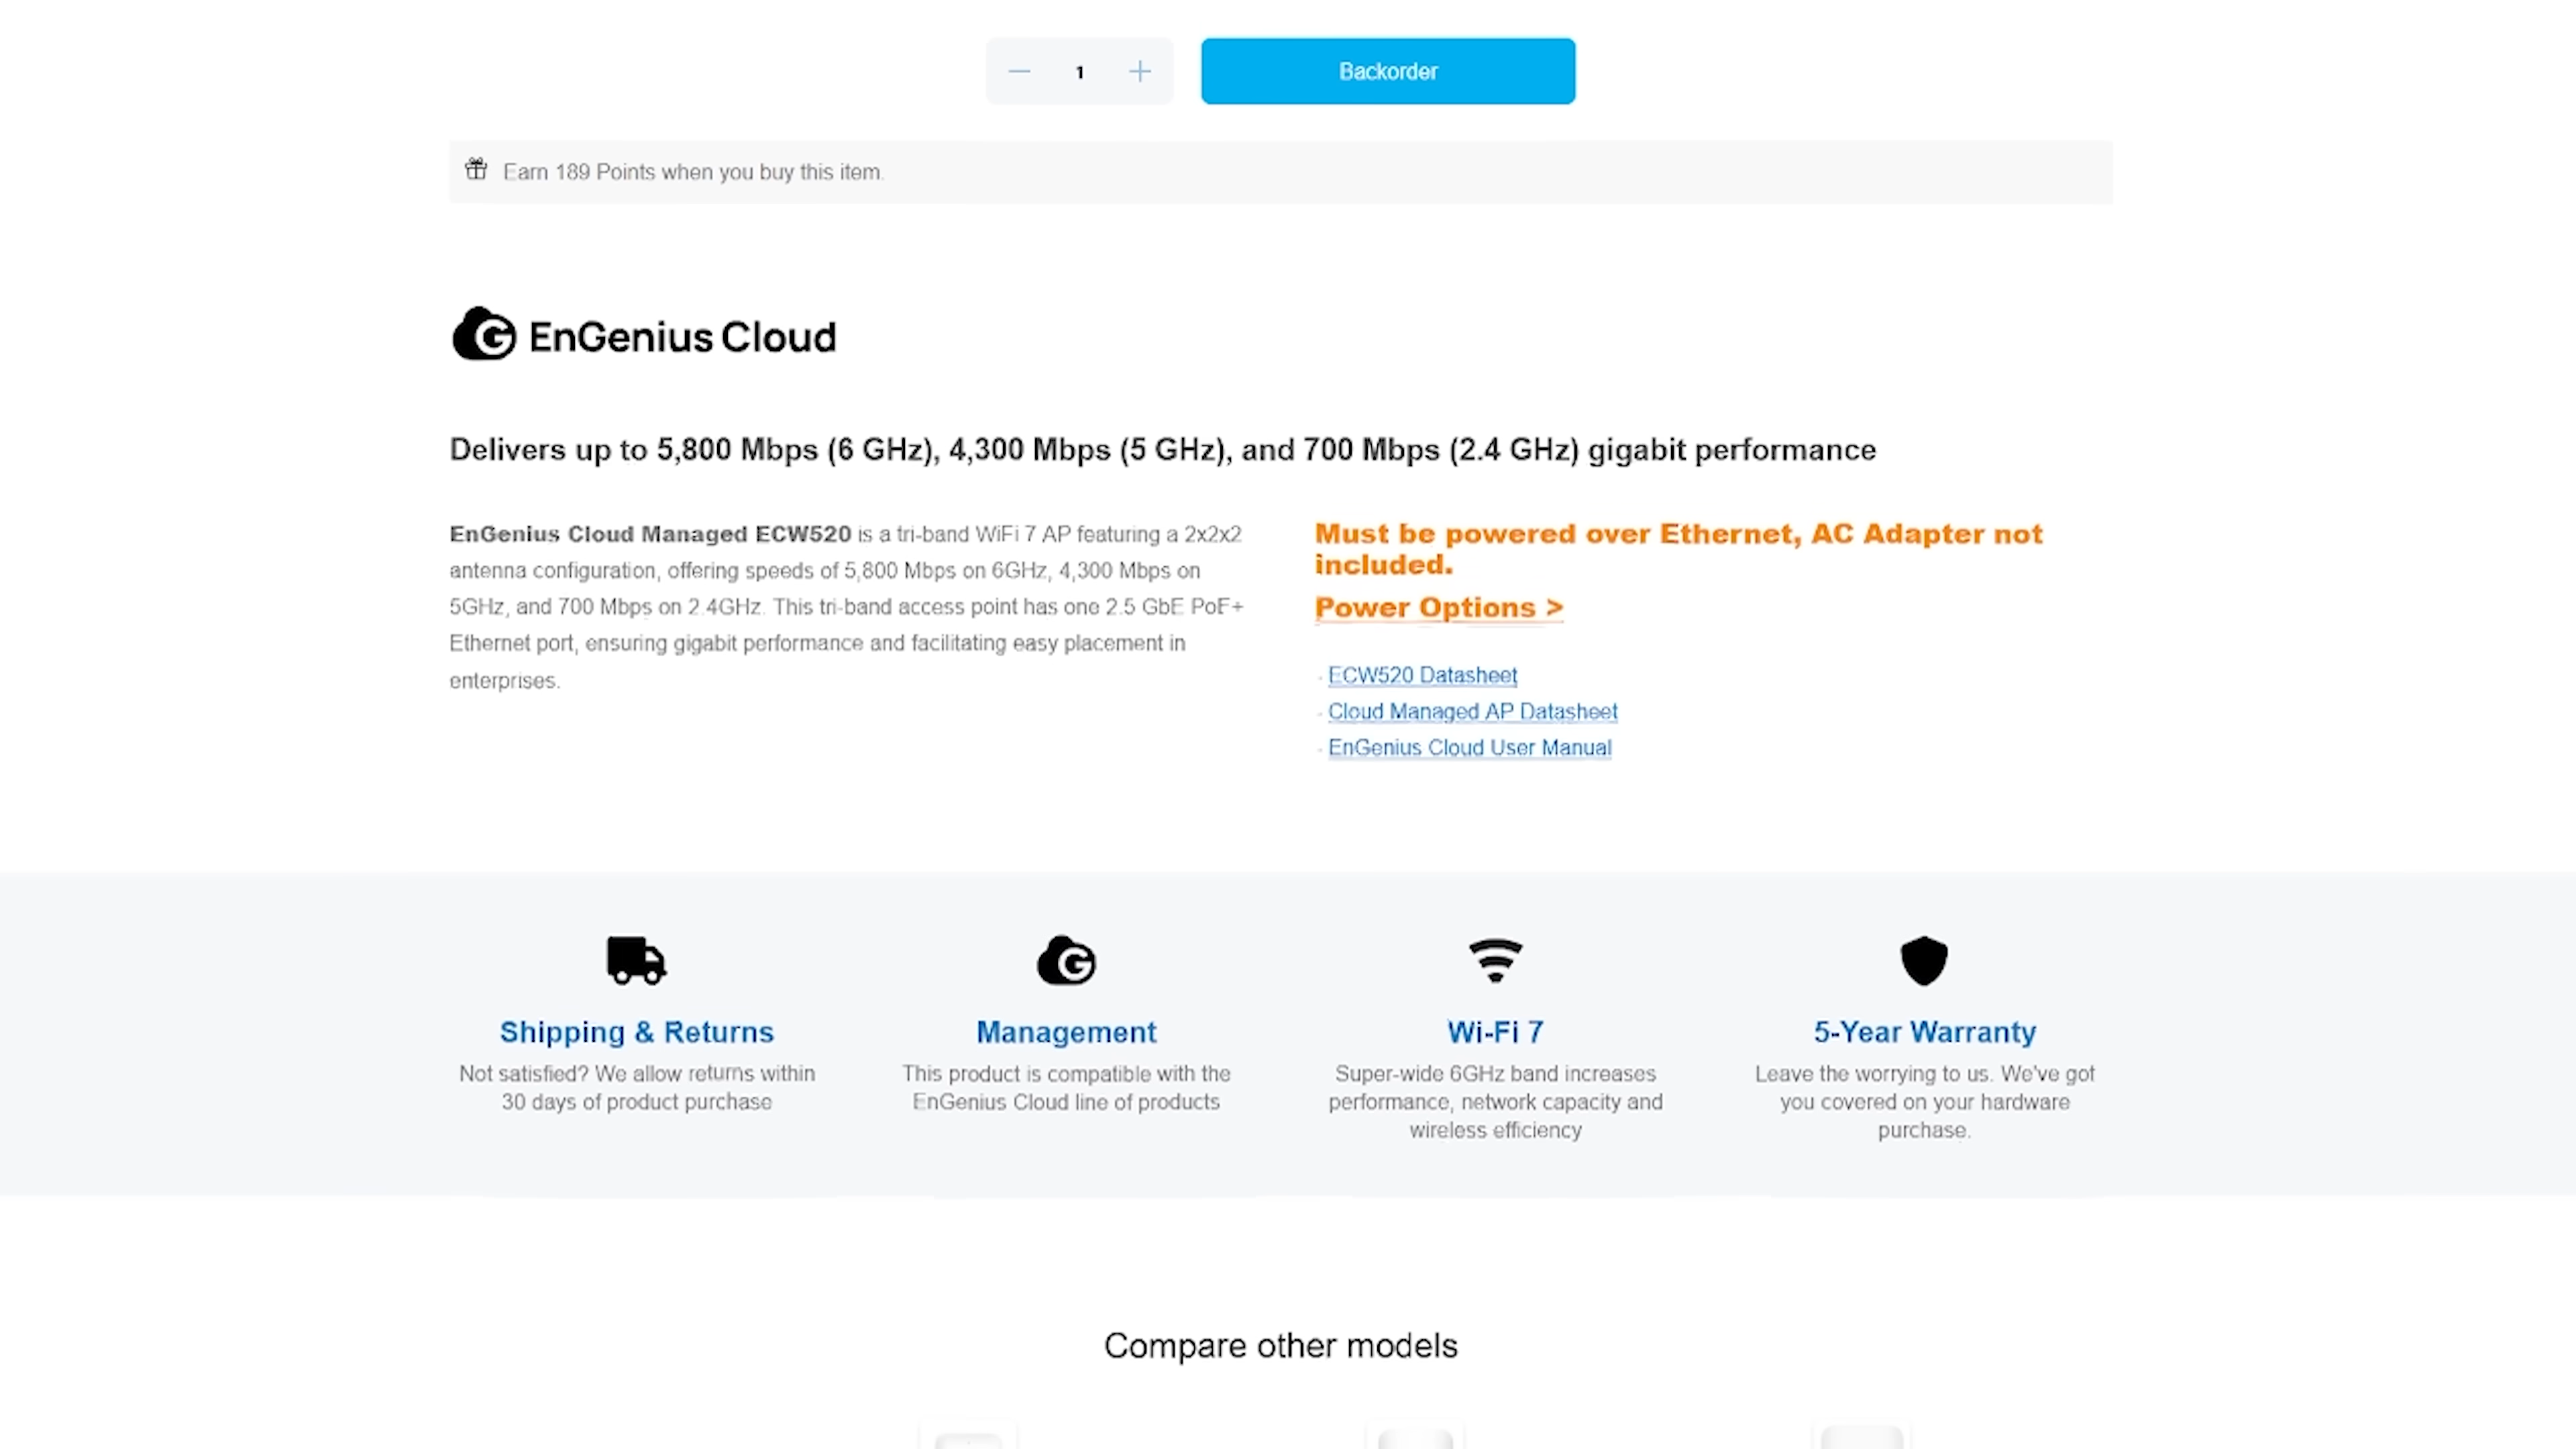 1
Backorder
Earn 189 Points when you buy this item.
EnGenius Cloud
Delivers up to 5,800 Mbps (6 GHz), 4,300 Mbps (5 GHz), and 700 Mbps (2.4 GHz) gigabit performance
EnGenius Cloud Managed ECW520 is a tri-band WiFi 7 AP featuring a 2x2x2
antenna configuration, offering speeds of 5,800 Mbps on 6GHz, 4,300 Mbps on
5GHz, and 700 Mbps on 2.4GHz. This tri-band access point has one 2.5 GbE PoE+
Ethernet port, ensuring gigabit performance and facilitating easy placement in
enterprises.
Must be powered over Ethernet, AC Adapter not
included.
Power Options >
- ECW520 Datasheet
- Cloud Managed AP Datasheet
- EnGenius Cloud User Manual
Shipping & Returns
Not satisfied? We allow returns within
30 days of product purchase
Management
This product is compatible with the
EnGenius Cloud line of products
Wi-Fi 7
Super-wide 6GHz band increases
performance, network capacity and
wireless efficiency
5-Year Warranty
Leave the worrying to us. We've got
you covered on your hardware
purchase.
Compare other models